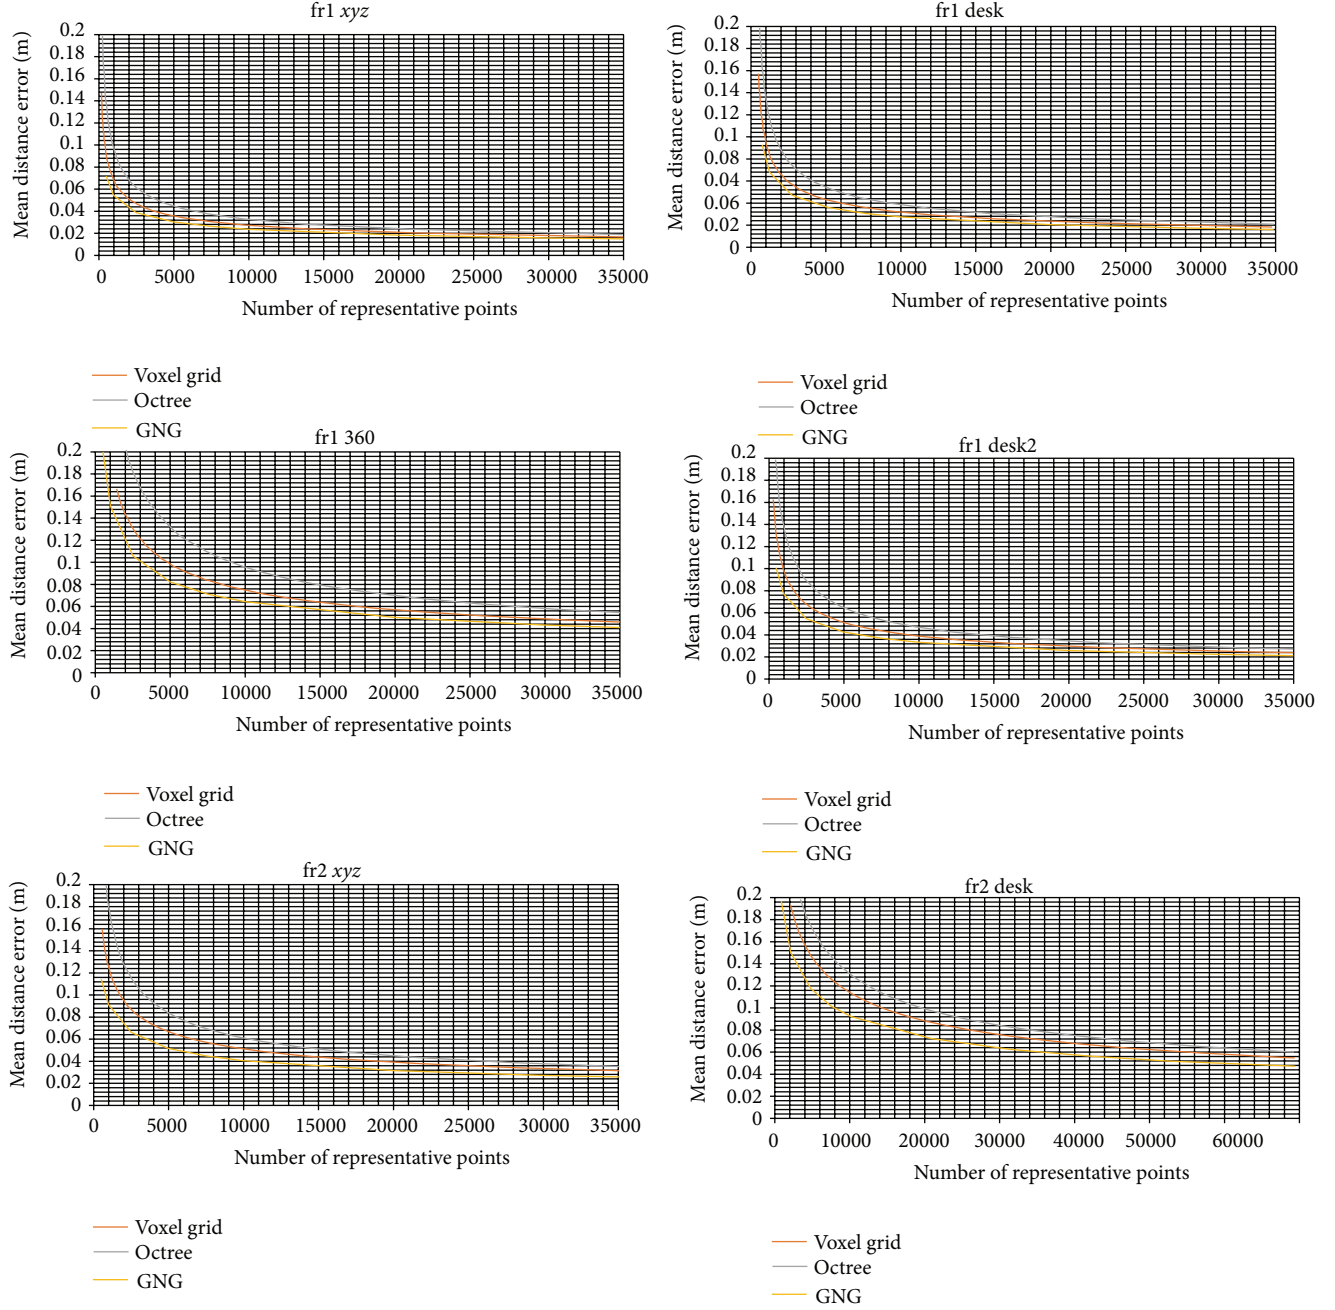 fr1 xyz
Mean distance error (m)
0.2
0.18
0.16
0.14
0.12
0.1
0.08
0.06
0.04
0.02
0
0 5000 10000 15000 20000 25000 30000 35000
Number of representative points
Voxel grid
Octree
GNG
fr1 desk
Mean distance error (m)
0.2
0.18
0.16
0.14
0.12
0.1
0.08
0.06
0.04
0.02
0
0 5000 10000 15000 20000 25000 30000 35000
Number of representative points
Voxel grid
Octree
GNG
fr1 360
Mean distance error (m)
0.2
0.18
0.16
0.14
0.12
0.1
0.08
0.06
0.04
0.02
0
0 5000 10000 15000 20000 25000 30000 35000
Number of representative points
Voxel grid
Octree
GNG
fr1 desk2
Mean distance error (m)
0.2
0.18
0.16
0.14
0.12
0.1
0.08
0.06
0.04
0.02
0
0 5000 10000 15000 20000 25000 30000 35000
Number of representative points
Voxel grid
Octree
GNG
fr2 xyz
Mean distance error (m)
0.2
0.18
0.16
0.14
0.12
0.1
0.08
0.06
0.04
0.02
0
0 5000 10000 15000 20000 25000 30000 35000
Number of representative points
Voxel grid
Octree
GNG
fr2 desk
Mean distance error (m)
0.2
0.18
0.16
0.14
0.12
0.1
0.08
0.06
0.04
0.02
0
0 10000 20000 30000 40000 50000 60000
Number of representative points
Voxel grid
Octree
GNG